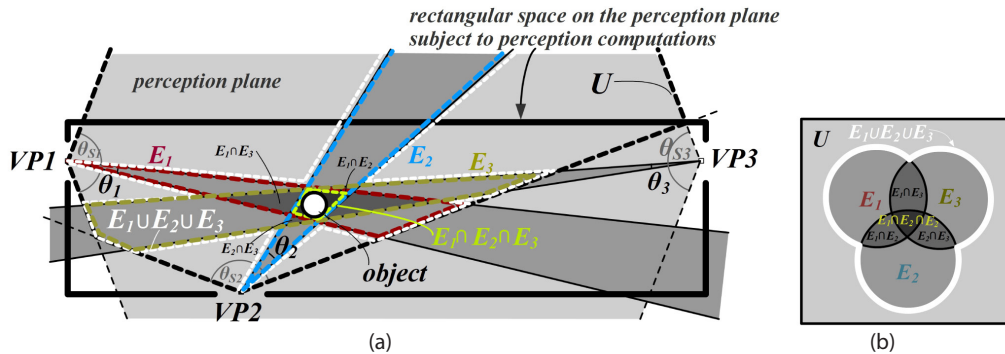 rectangular space on the perception plane
subject to perception computations
perception plane
U
VP1
θS1
θ1
E1
E1∩E3
E1∩E2
E2
E3
θS3
VP3
θ3
E1∪E2∪E3
E2∩E3
θ2
E1∩E2∩E3
object
θS2
VP2
(a)
U
E1∪E2∪E3
E1
E1∩E3
E3
E1∩E2∩E3
E1∩E2
E2∩E3
E2
(b)